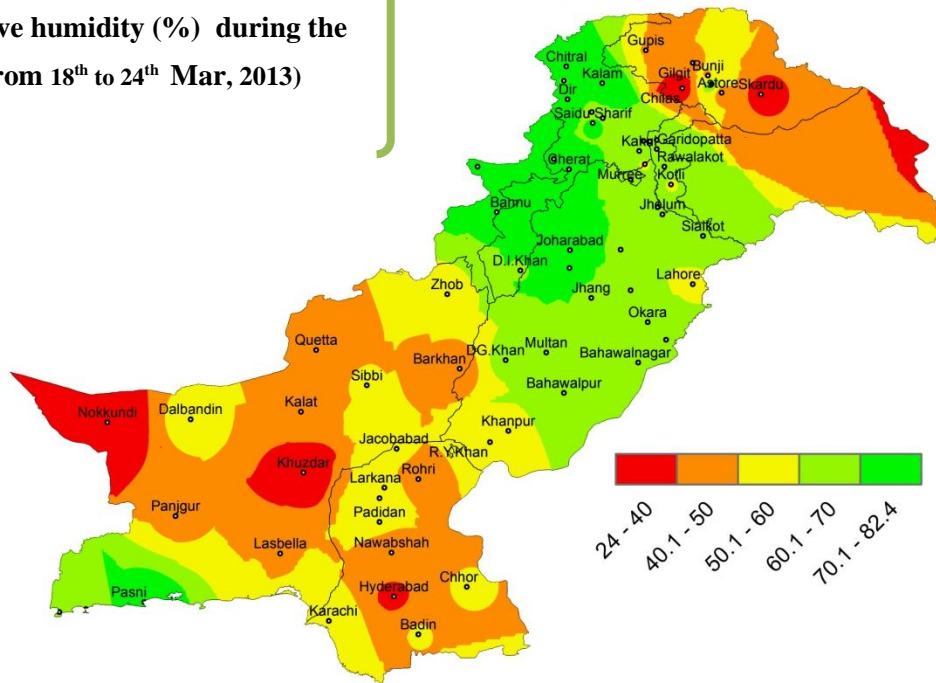 ve humidity (%) during the
rom 18th to 24th Mar, 2013)
Gupis
Chitral
Bunji
Kalam
Gilgit
Astore
Skardu
Dir
Chilas
Saidu Sharif
Garidopatta
Rawalakot
Cherat
Murree
Kotli
Bannu
Jhelum
Sialkot
Joharabad
D.I.Khan
Lahore
Zhob
Jhang
Okara
Quetta
DG.Khan
Multan
Barkhan
Bahawalnagar
Sibbi
Bahawalpur
Kalat
Nokkundi
Dalbandin
Khanpur
Jacobabad
R.Y.Khan
Khuzdar
Rohri
Larkana
Panjgur
Padidan
Lasbella
Nawabshah
Pasni
Hyderabad
Chhor
Karachi
Badin
24 - 40
40.1 - 50
50.1 - 60
60.1 - 70
70.1 - 82.4